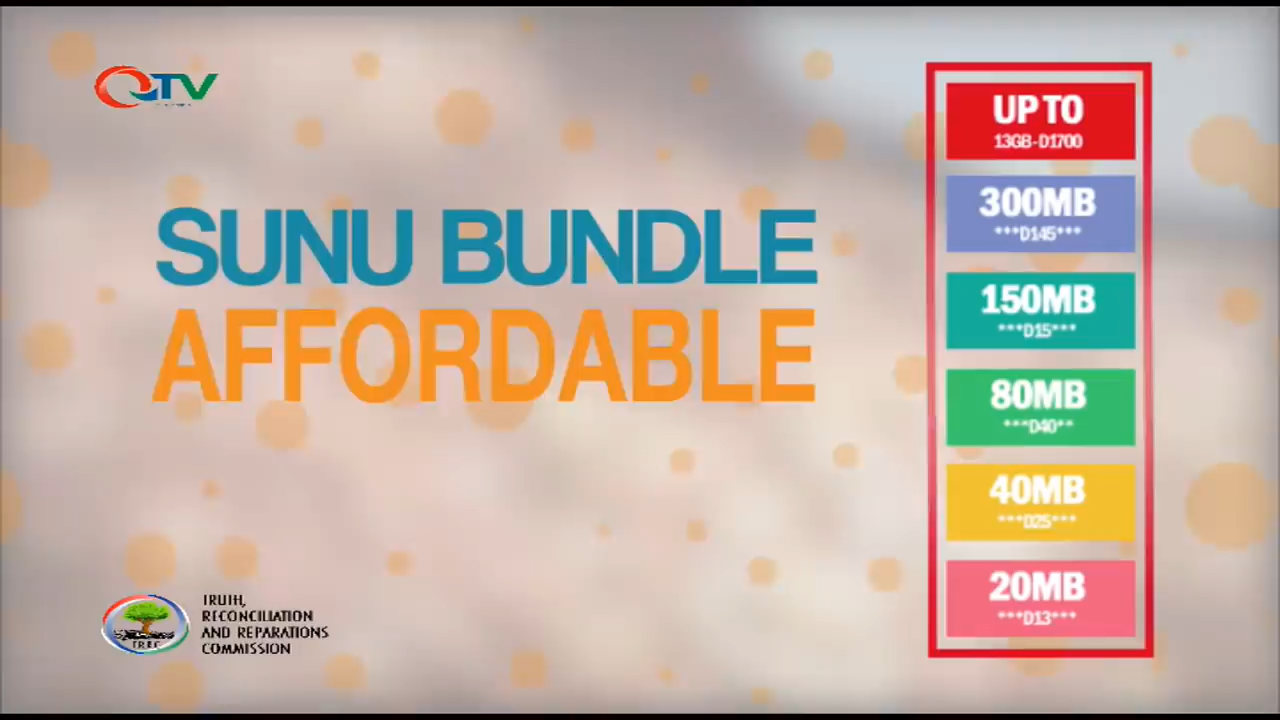 QTV
SUNU BUNDLE
AFFORDABLE
UP TO
13GB-D1700
300MB
***D145***
150MB
***D15***
80MB
***D40**
40MB
***D25***
20MB
***D13***
TRUTH,
RECONCILIATION
AND REPARATIONS
COMMISSION